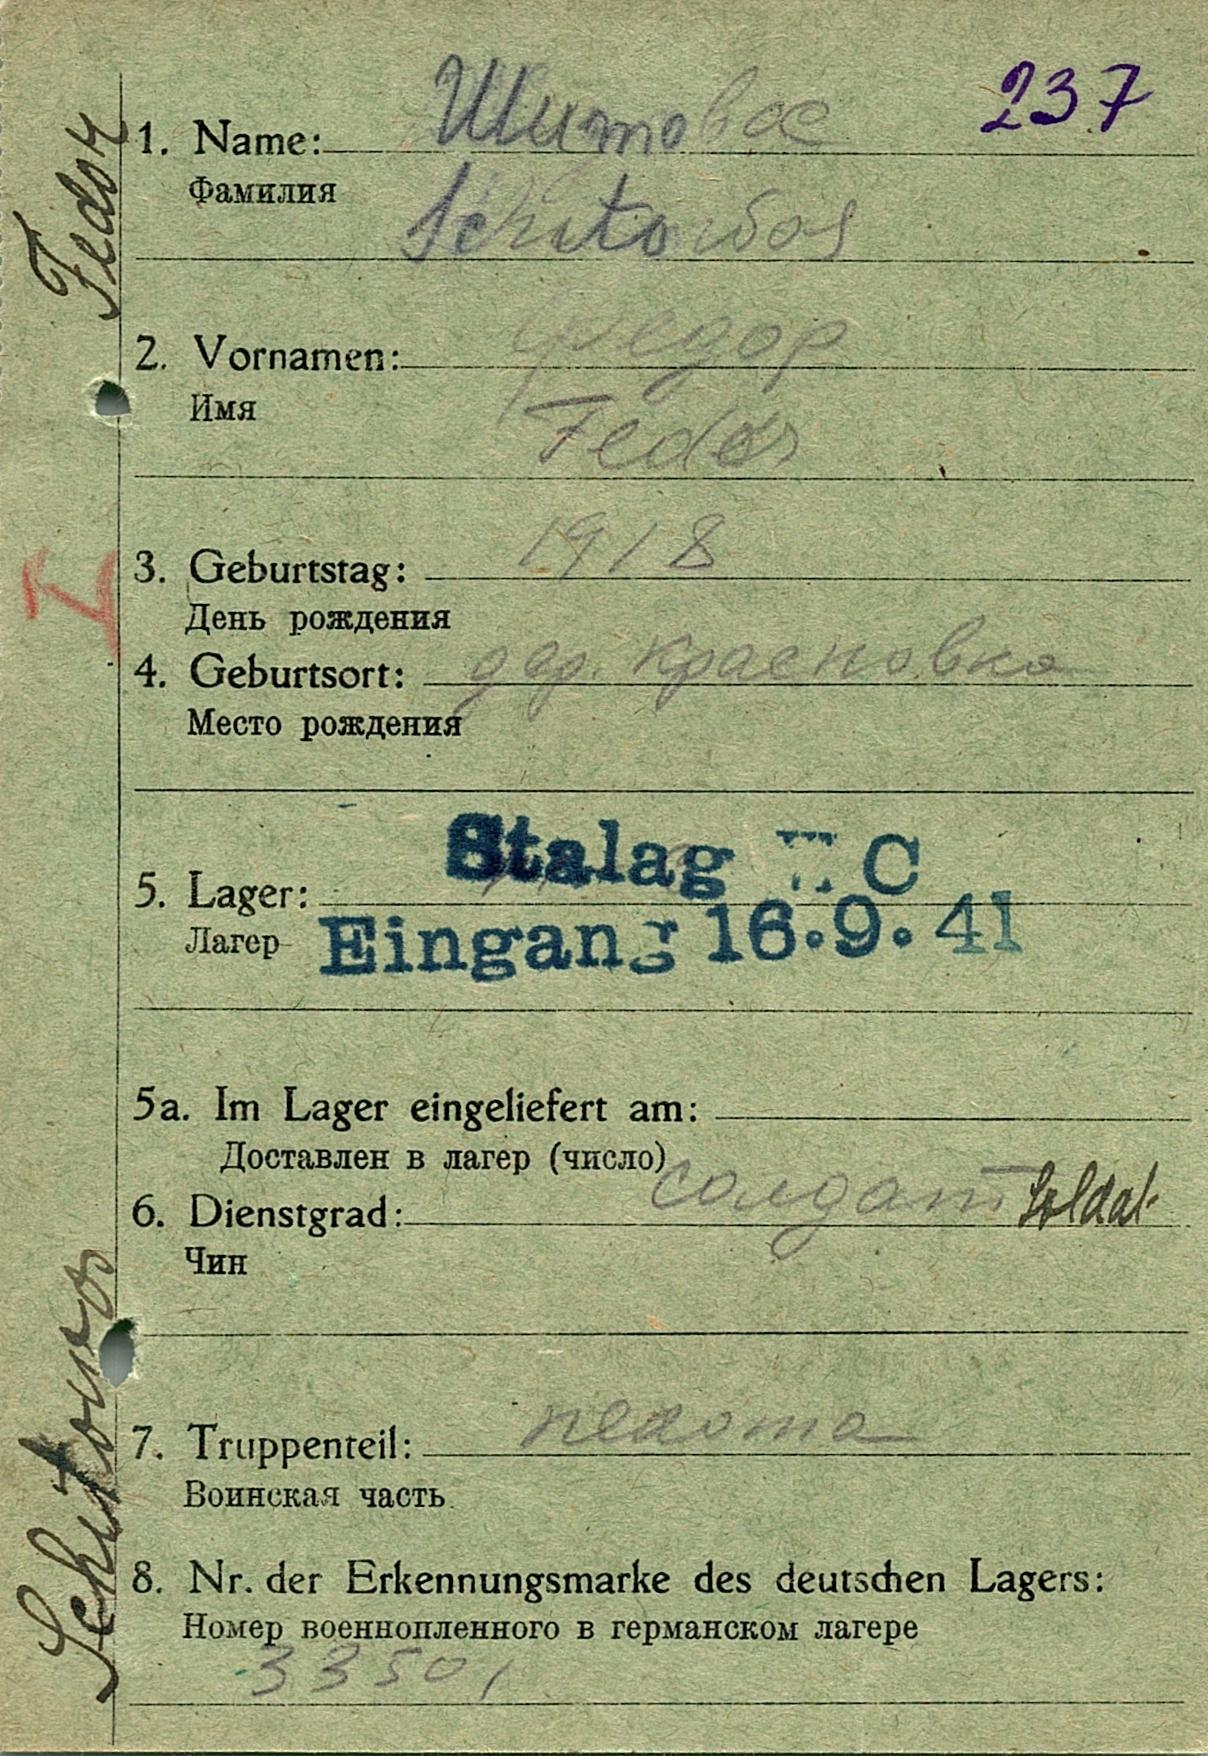 237
1. Name: Шитовос
Фамилия
Schitowos
2. Vornamen: Федор
Имя
Fedor
3. Geburtstag: 1918
День рождения
4. Geburtsort: дер. Красновка
Место рождения
Stalag C
5. Lager:
Лагер
Eingang 16.9.41
5a. Im Lager eingeliefert am:
Доставлен в лагер (число)
6. Dienstgrad: солдат Soldat
Чин
7. Truppenteil: пехота
Воинская часть
8. Nr. der Erkennungsmarke des deutschen Lagers:
Номер военнопленного в германском лагере
33501
Schitowos Fedor